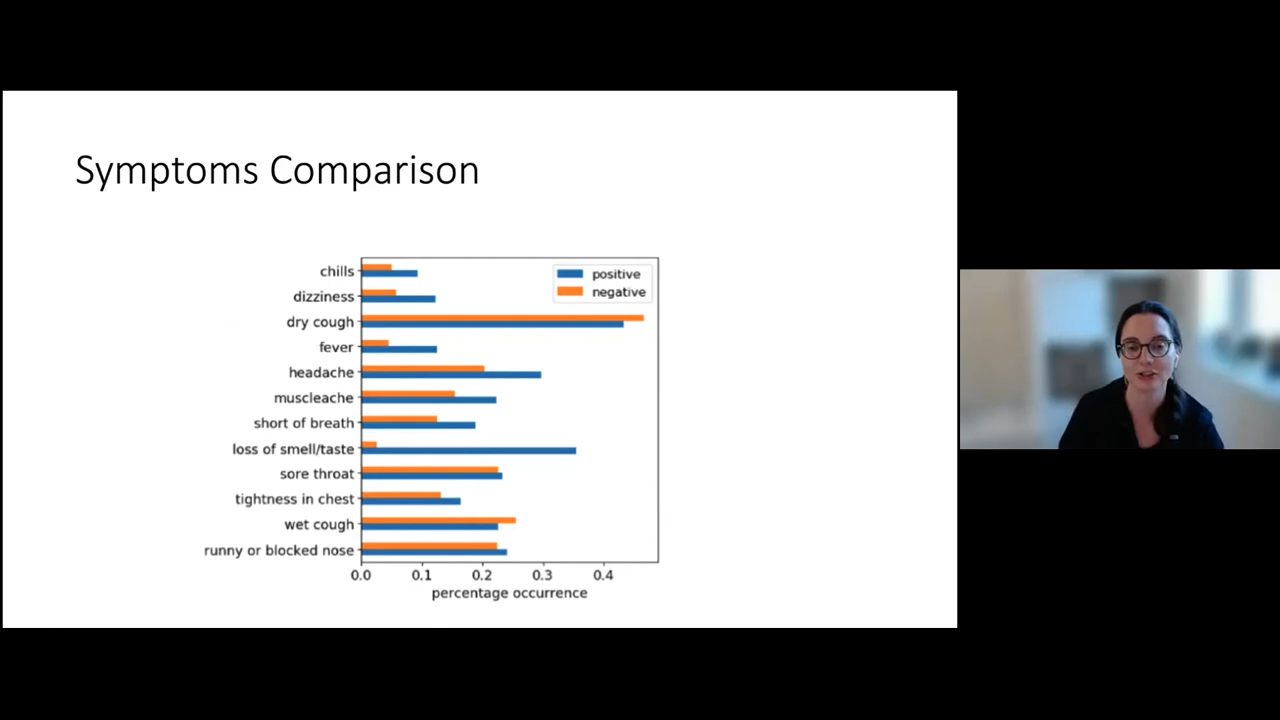 Symptoms Comparison
positive
negative
chills
dizziness
dry cough
fever
headache
muscleache
short of breath
loss of smell/taste
sore throat
tightness in chest
wet cough
runny or blocked nose
0.0 0.1 0.2 0.3 0.4
percentage occurrence